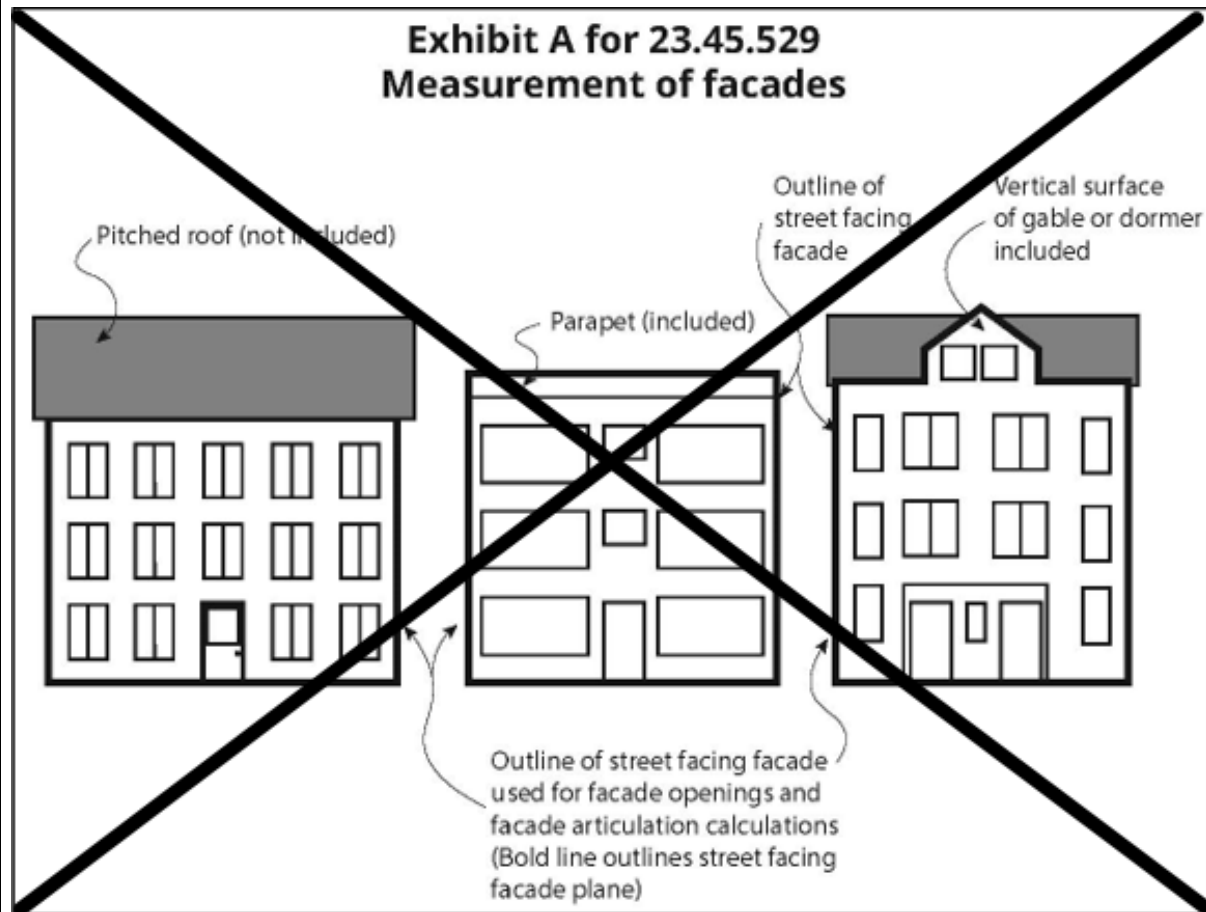 Exhibit A for 23.45.529
Measurement of facades
Pitched roof (not included)
Parapet (included)
Outline of
street facing
facade
Vertical surface
of gable or dormer
included
Outline of street facing facade
used for facade openings and
facade articulation calculations
(Bold line outlines street facing
facade plane)